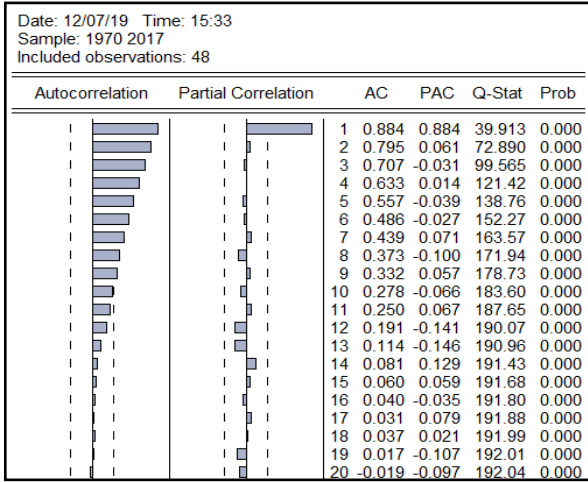 Date: 12/07/19 Time: 15:33
Sample: 1970 2017
Included observations: 48
Autocorrelation Partial Correlation AC PAC Q-Stat Prob
1 0.884 0.884 39.913 0.000
2 0.795 0.061 72.890 0.000
3 0.707 -0.031 99.565 0.000
4 0.633 0.014 121.42 0.000
5 0.557 -0.039 138.76 0.000
6 0.486 -0.027 152.27 0.000
7 0.439 0.071 163.57 0.000
8 0.373 -0.100 171.94 0.000
9 0.332 0.057 178.73 0.000
10 0.278 -0.066 183.60 0.000
11 0.250 0.067 187.65 0.000
12 0.191 -0.141 190.07 0.000
13 0.114 -0.146 190.96 0.000
14 0.081 0.129 191.43 0.000
15 0.060 0.059 191.68 0.000
16 0.040 -0.035 191.80 0.000
17 0.031 0.079 191.88 0.000
18 0.037 0.021 191.99 0.000
19 0.017 -0.107 192.01 0.000
20 -0.019 -0.097 192.04 0.000